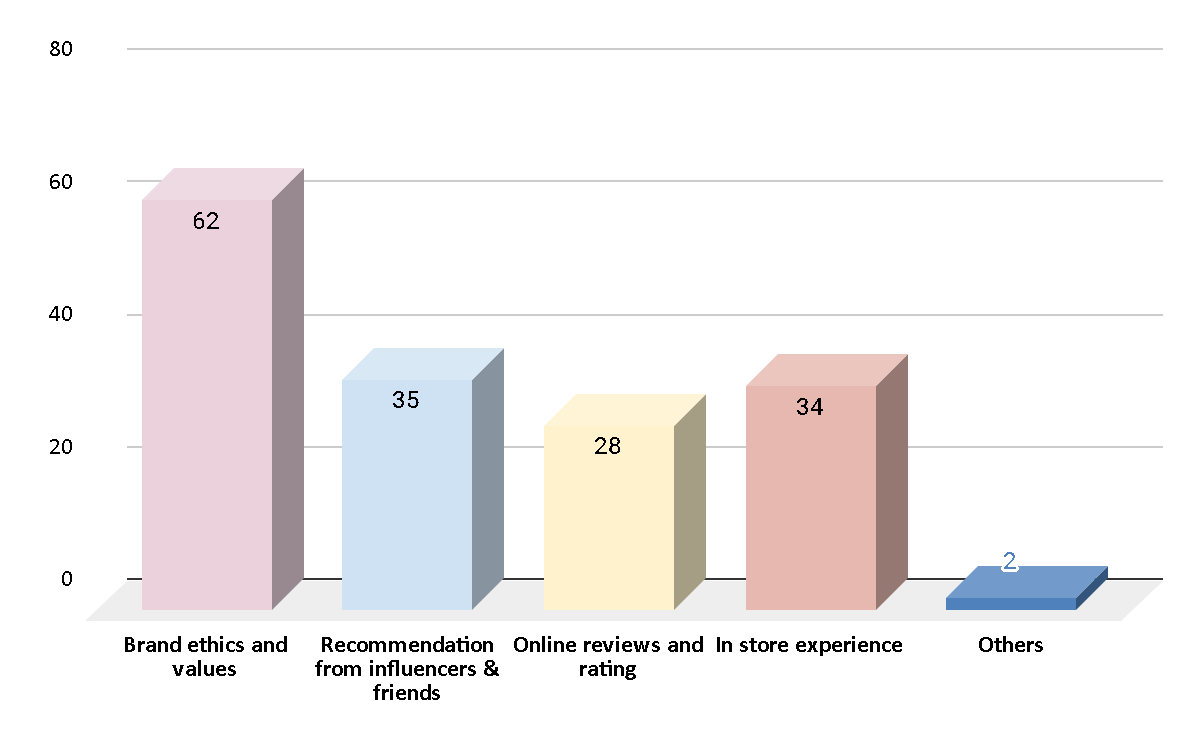 80
60
40
20
0
62
35
28
34
2
Brand ethics and
values
Recommendation
from influencers &
friends
Online reviews and
rating
In store experience
Others